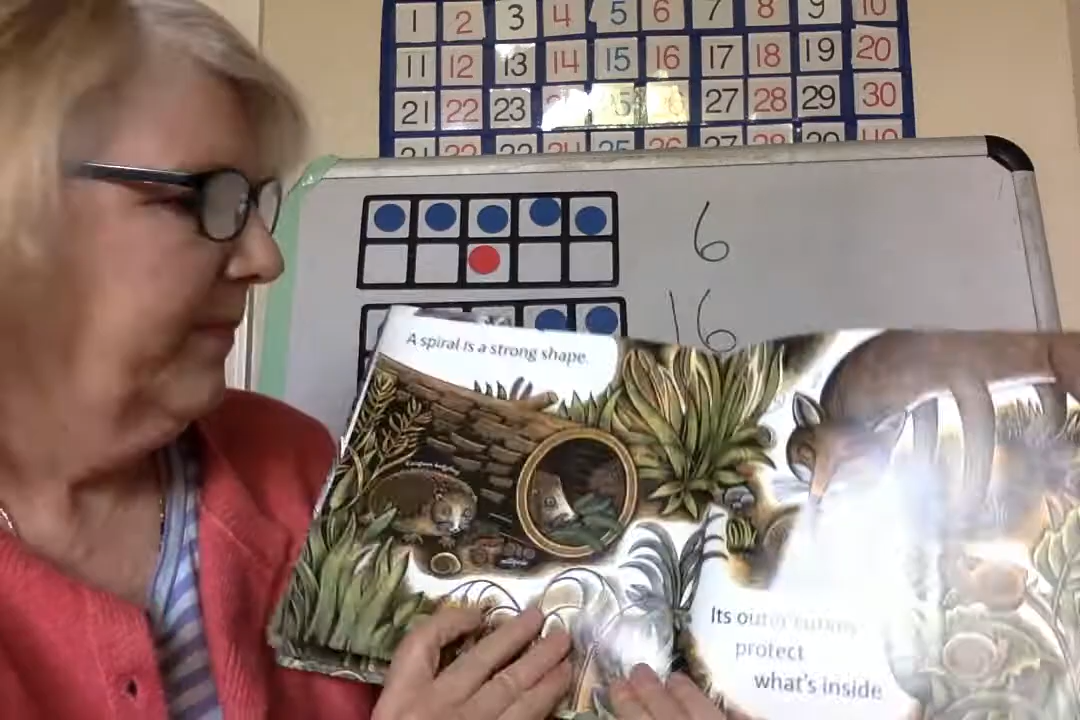 1 2 3 4 5 6 7 8 9 10
11 12 13 14 15 16 17 18 19 20
21 22 23 27 28 29 30
6
16
A spiral is a strong shape.
Its outer curves
protect
what's inside